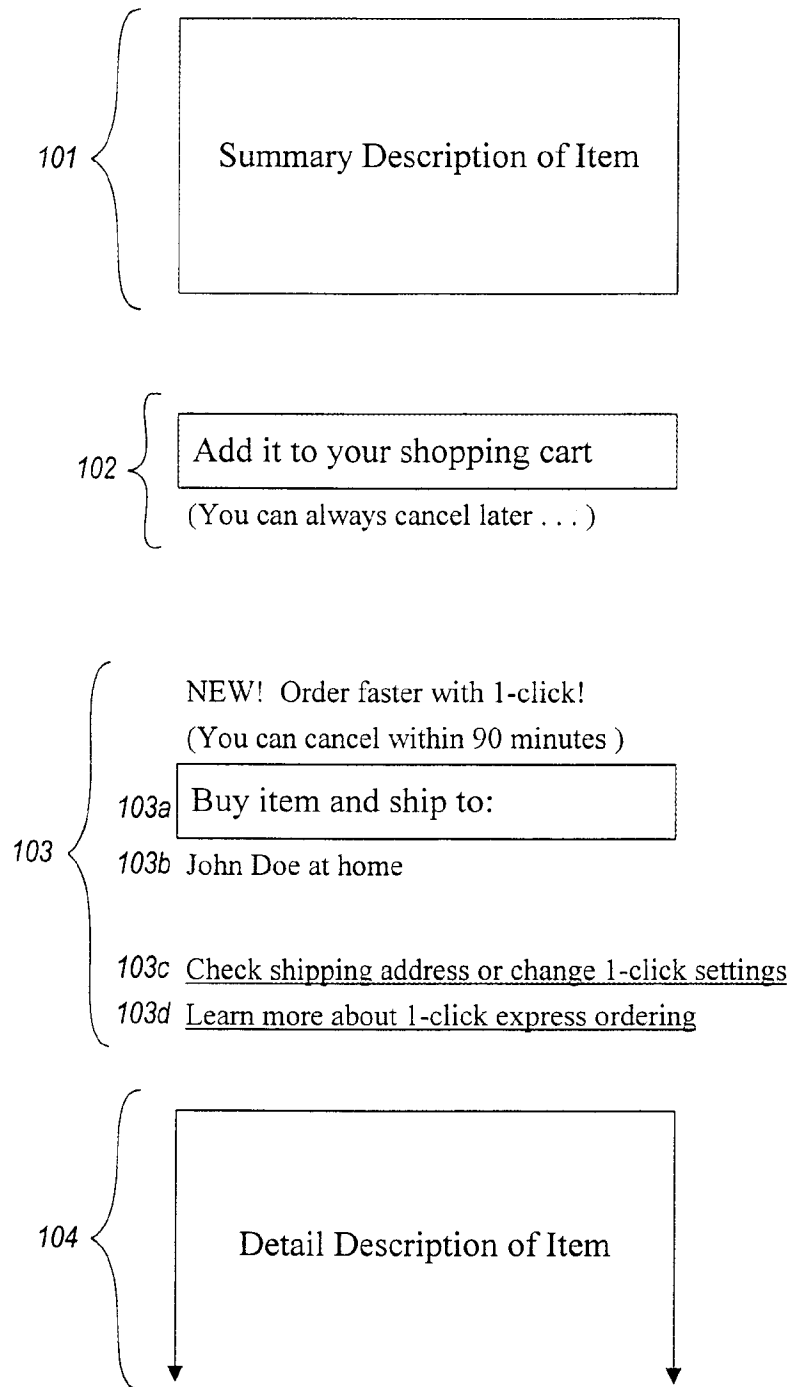 101 Summary Description of Item
102 Add it to your shopping cart
(You can always cancel later . . . )
NEW! Order faster with 1-click!
(You can cancel within 90 minutes )
103a Buy item and ship to:
103
103b John Doe at home
103c Check shipping address or change 1-click settings
103d Learn more about 1-click express ordering
104 Detail Description of Item